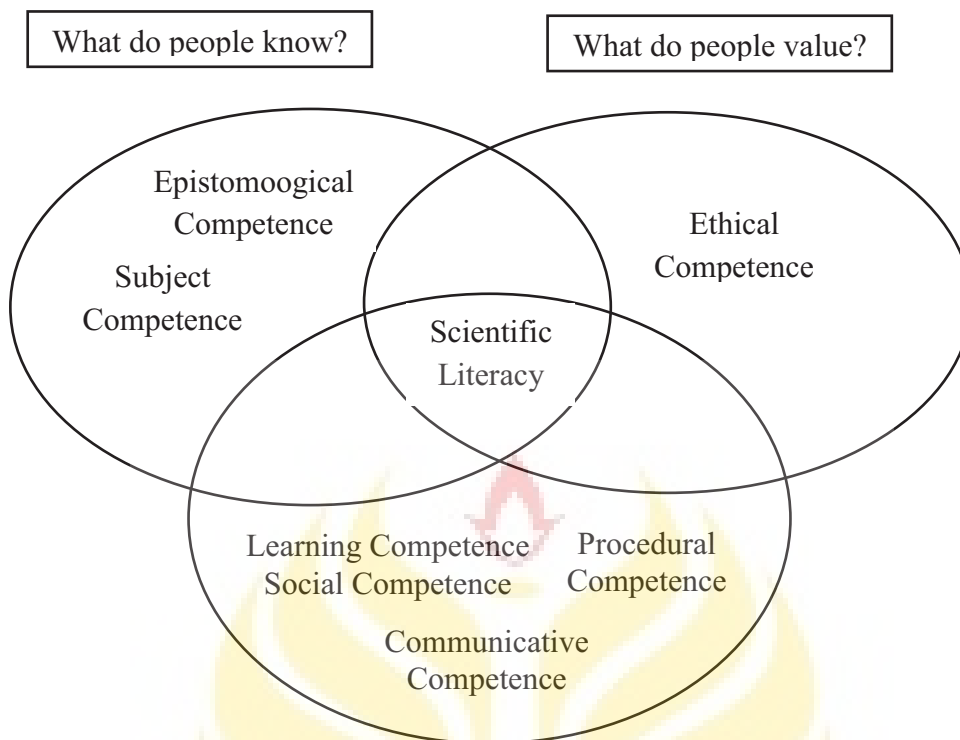 What do people know?
What do people value?
Epistomoogical
Competence
Subject
Competence
Ethical
Competence
Scientific
Literacy
Learning Competence
Social Competence
Procedural
Competence
Communicative
Competence